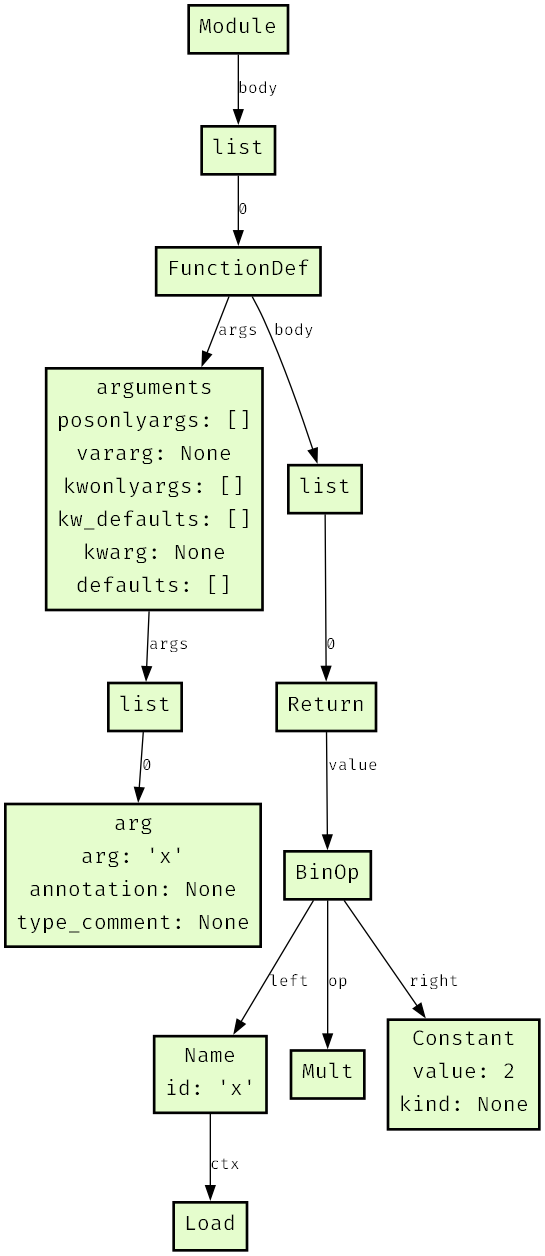 Module
body
list
0
FunctionDef
args
body
arguments
posonlyargs: []
vararg: None
kwonlyargs: []
kw_defaults: []
kwarg: None
defaults: []
list
args
0
list
Return
0
value
arg
arg: 'x'
annotation: None
type_comment: None
BinOp
left
op
right
Name
id: 'x'
Mult
Constant
value: 2
kind: None
ctx
Load